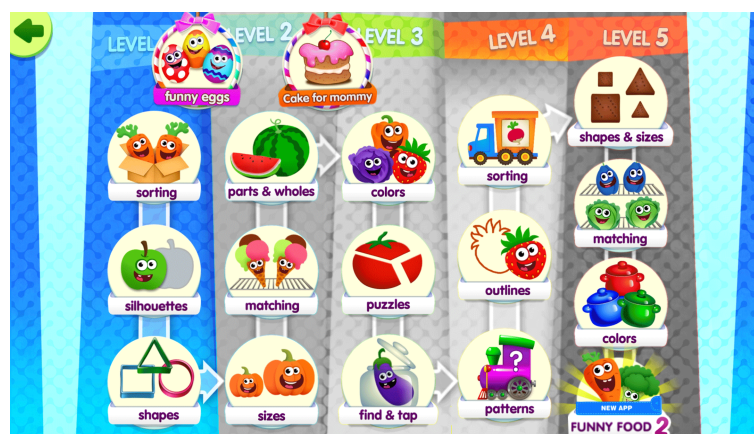 LEVEL
LEVEL 2
LEVEL 3
LEVEL 4
LEVEL 5
funny eggs
Cake for mommy
sorting
parts & wholes
colors
sorting
shapes & sizes
silhouettes
matching
puzzles
outlines
matching
shapes
sizes
find & tap
?
patterns
colors
NEW APP
FUNNY FOOD 2